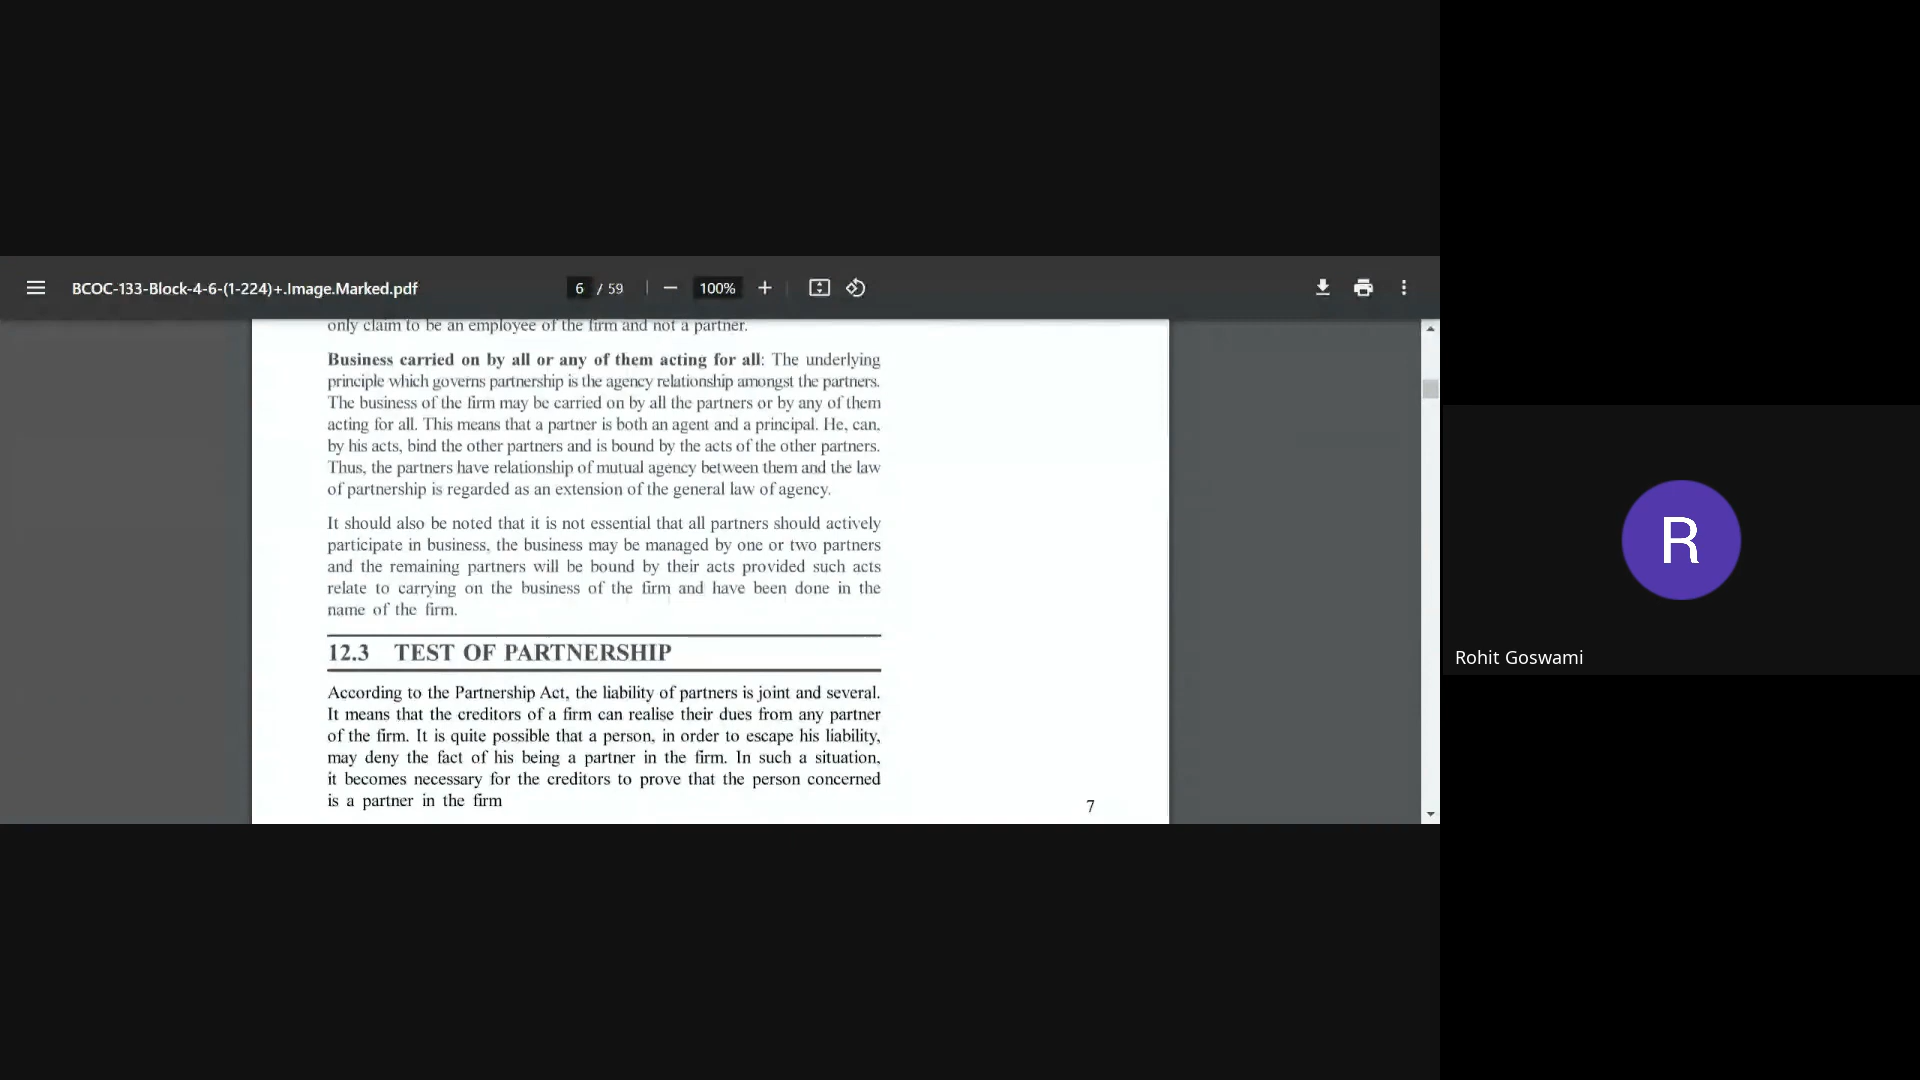 BCOC-133-Block-4-6-(1-224)+.Image.Marked.pdf
6 / 59
100%
only claim to be an employee of the firm and not a partner.
Business carried on by all or any of them acting for all: The underlying
principle which governs partnership is the agency relationship amongst the partners.
The business of the firm may be carried on by all the partners or by any of them
acting for all. This means that a partner is both an agent and a principal. He, can,
by his acts, bind the other partners and is bound by the acts of the other partners.
Thus, the partners have relationship of mutual agency between them and the law
of partnership is regarded as an extension of the general law of agency.
It should also be noted that it is not essential that all partners should actively
participate in business, the business may be managed by one or two partners
and the remaining partners will be bound by their acts provided such acts
relate to carrying on the business of the firm and have been done in the
name of the firm.
12.3 TEST OF PARTNERSHIP
According to the Partnership Act, the liability of partners is joint and several.
It means that the creditors of a firm can realise their dues from any partner
of the firm. It is quite possible that a person, in order to escape his liability,
may deny the fact of his being a partner in the firm. In such a situation,
it becomes necessary for the creditors to prove that the person concerned
is a partner in the firm
7
R
Rohit Goswami